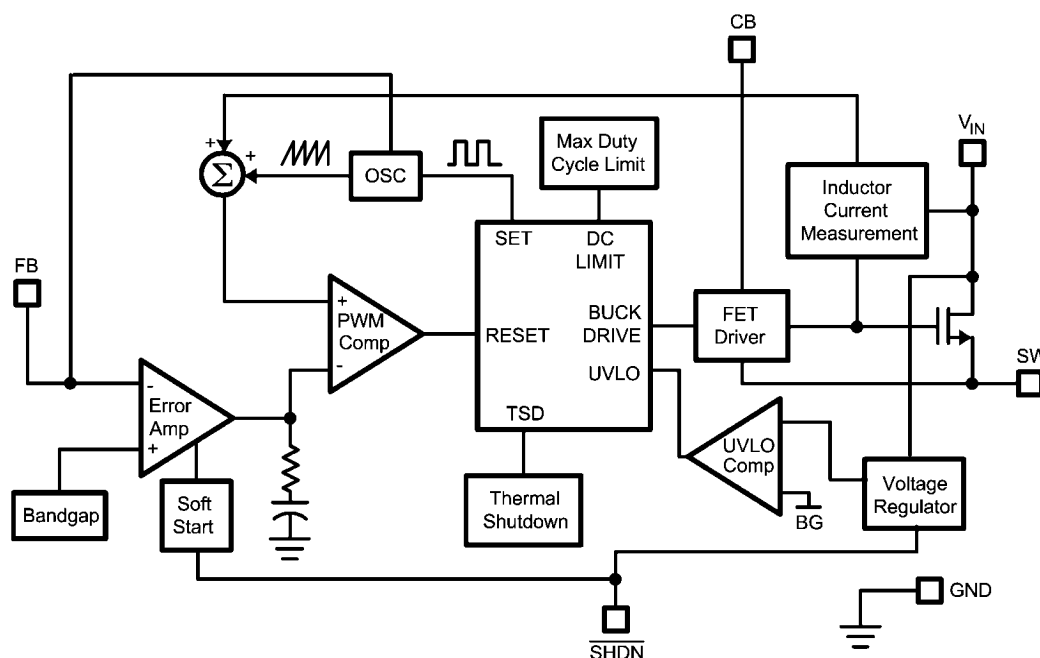 CB
V_IN
Max Duty
Cycle Limit
+
+
Σ
OSC
Inductor
Current
Measurement
SET
DC
LIMIT
FB
+
PWM
Comp
-
RESET
BUCK
DRIVE
FET
Driver
SW
UVLO
-
Error
Amp
+
TSD
UVLO
Comp
BG
Voltage
Regulator
Bandgap
Soft
Start
Thermal
Shutdown
GND
SHDN